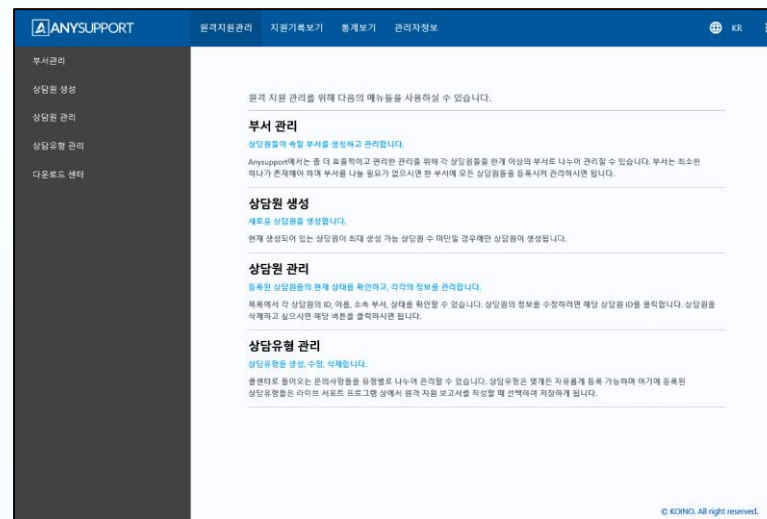 ANYSUPPORT
원격지원관리 지원기록보기 통계보기 관리자정보
KR
부서관리
상담원 생성
상담원 관리
상담유형 관리
다운로드 센터
원격 지원 관리를 위해 다음의 메뉴들을 사용하실 수 있습니다.
부서 관리
상담원들이 속할 부서를 생성하고 관리합니다.
Anysupport에서는 좀 더 효율적이고 편리한 관리를 위해 각 상담원들을 한개 이상의 부서로 나누어 관리할 수 있습니다. 부서는 최소한
하나가 존재해야 하며 부서를 나눌 필요가 없으시면 한 부서에 모든 상담원들을 등록시켜 관리하시면 됩니다.
상담원 생성
새로운 상담원을 생성합니다.
현재 생성되어 있는 상담원이 최대 생성 가능 상담원 수 미만일 경우에만 상담원이 생성됩니다.
상담원 관리
등록된 상담원들의 현재 상태를 확인하고, 각각의 정보를 관리합니다.
목록에서 각 상담원의 ID, 이름, 소속 부서, 상태를 확인할 수 있습니다. 상담원의 정보를 수정하려면 해당 상담원 ID를 클릭합니다. 상담원을
삭제하고 싶으시면 해당 버튼을 클릭하시면 됩니다.
상담유형 관리
상담유형을 생성, 수정, 삭제합니다.
콜센터로 들어오는 문의사항들을 유형별로 나누어 관리할 수 있습니다. 상담유형은 몇개든 자유롭게 등록 가능하며 여기에 등록된
상담유형들은 라이브 서포트 프로그램 상에서 원격 지원 보고서를 작성할 때 선택하여 저장하게 됩니다.
© KOINO. All right reserved.